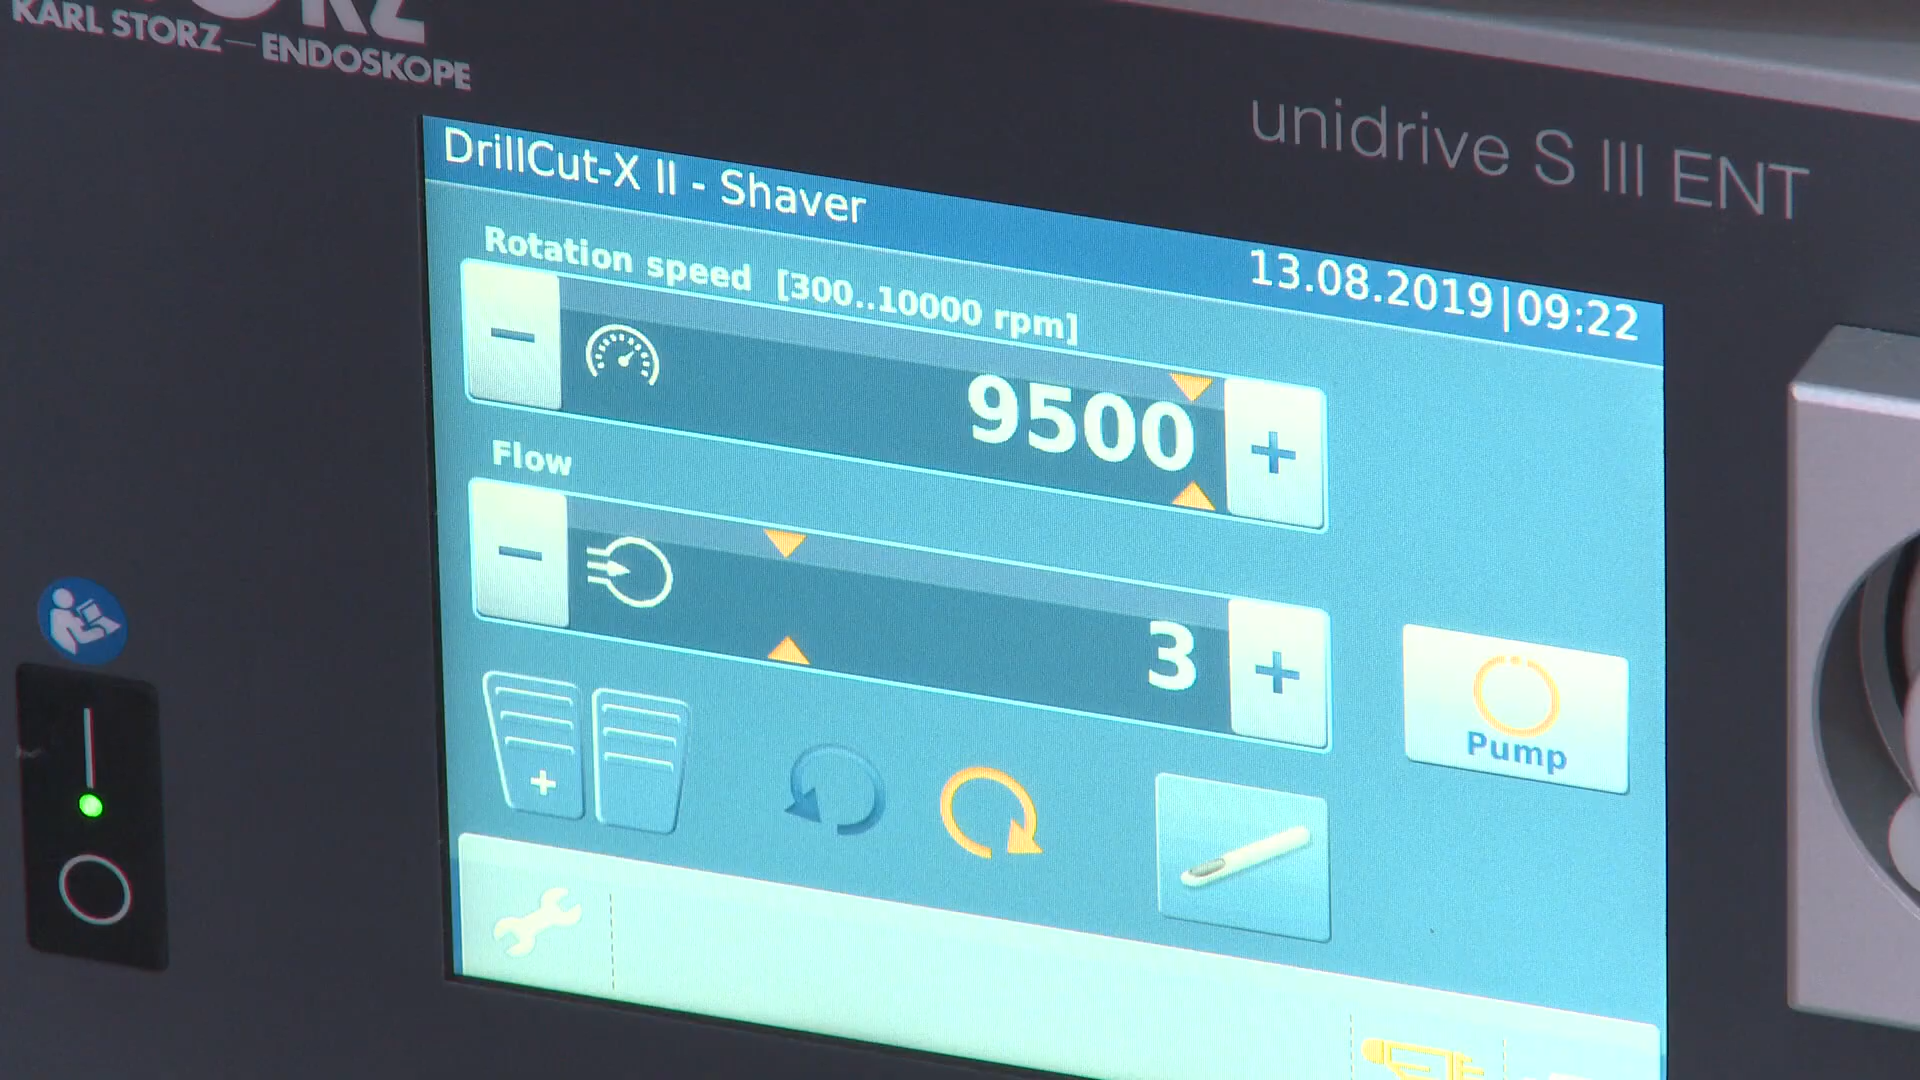 STORZ
KARL STORZ—ENDOSKOPE
unidrive S III ENT
DrillCut-X II - Shaver
13.08.2019|09:22
Rotation speed [300..10000 rpm]
9500
Flow
3
Pump